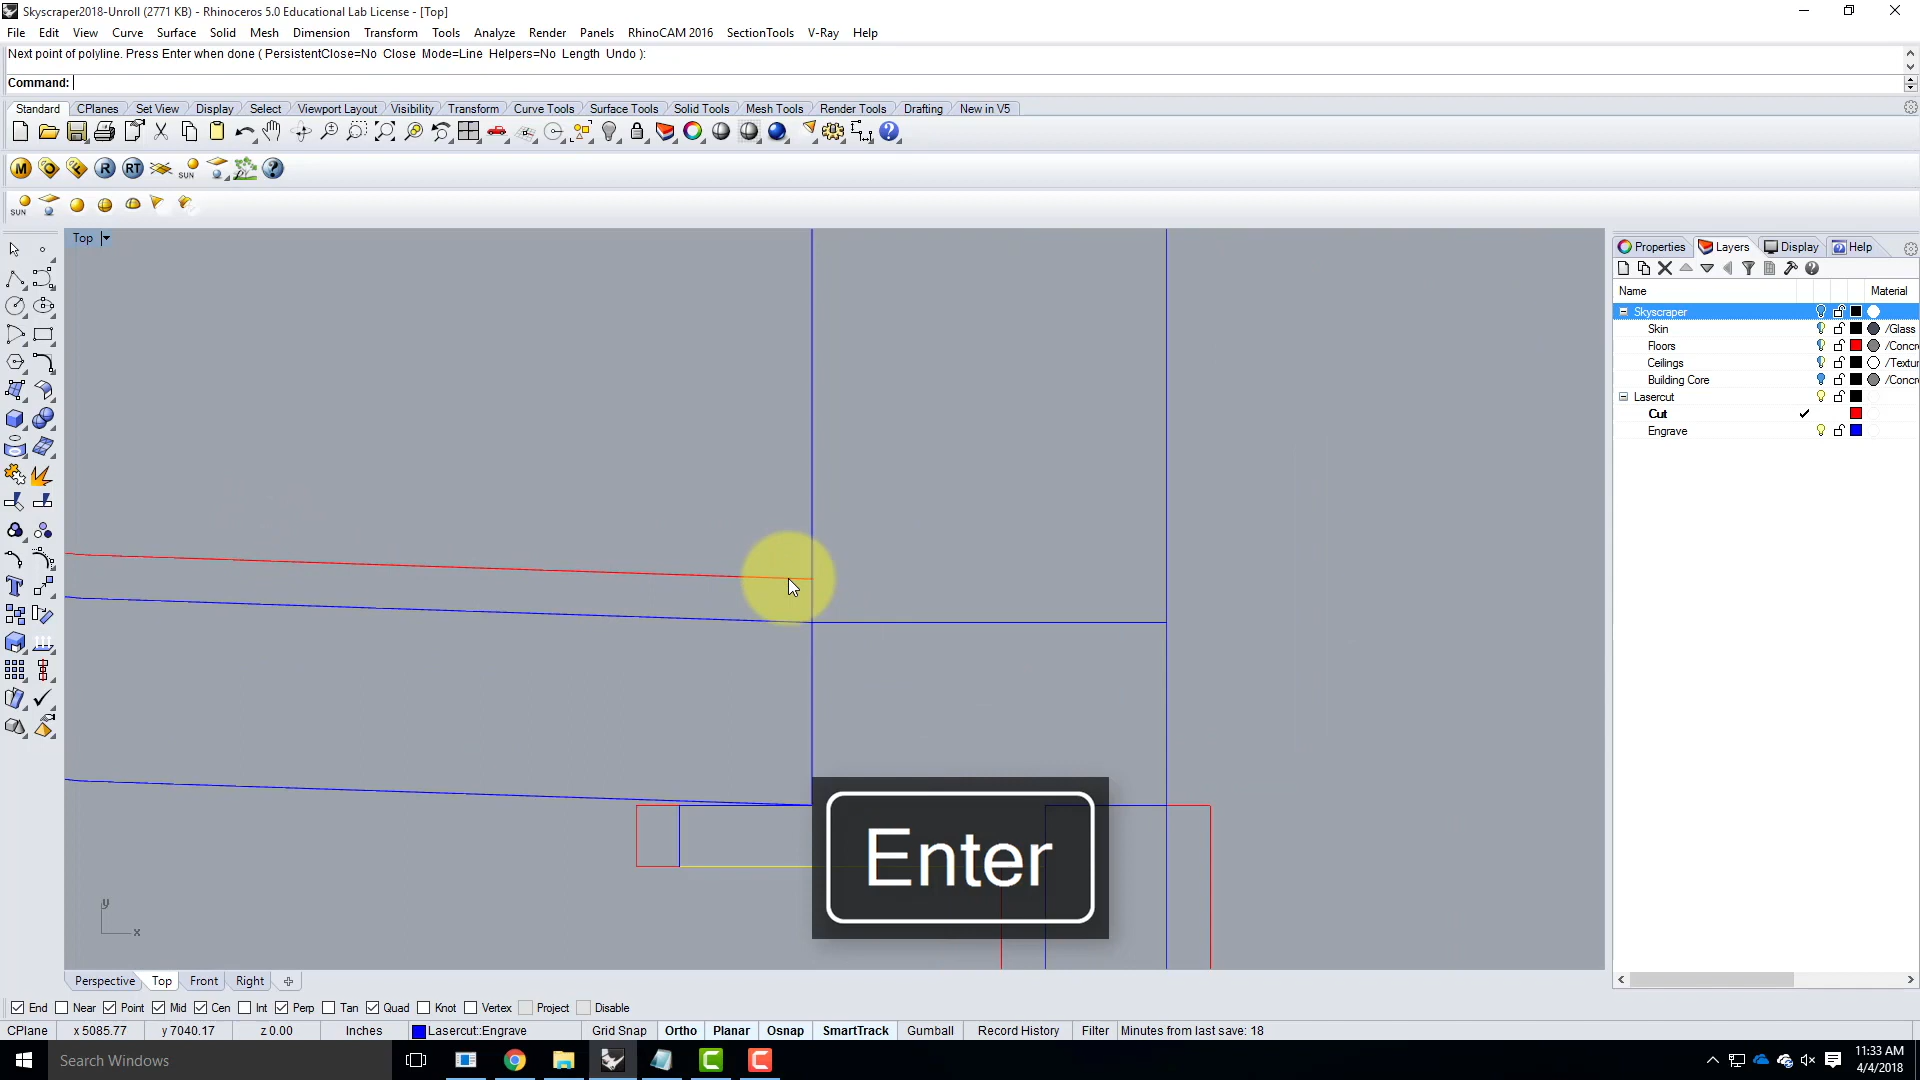 Skyscraper2018-Unroll (2771 KB) - Rhinoceros 5.0 Educational Lab License - [Top]
File Edit View Curve Surface Solid Mesh Dimension Transform Tools Analyze Render Panels RhinoCAM 2016 SectionTools V-Ray Help
Next point of polyline. Press Enter when done ( PersistentClose=No Close Mode=Line Helpers=No Length Undo ):
Command:
Standard CPlanes Set View Display Select Viewport Layout Visibility Transform Curve Tools Surface Tools Solid Tools Mesh Tools Render Tools Drafting New in V5
M O F R RT SUN
SUN
Top
Properties Layers Display Help
Name Material
Skyscraper
Skin /Glass
Floors /Concr
Ceilings /Textur
Building Core /Concr
Lasercut
Cut
Engrave
Enter
y
x
Perspective Top Front Right
End Near Point Mid Cen Int Perp Tan Quad Knot Vertex Project Disable
CPlane x 5085.77 y 7040.17 z 0.00 Inches Lasercut::Engrave Grid Snap Ortho Planar Osnap SmartTrack Gumball Record History Filter Minutes from last save: 18
Search Windows
11:33 AM
4/4/2018